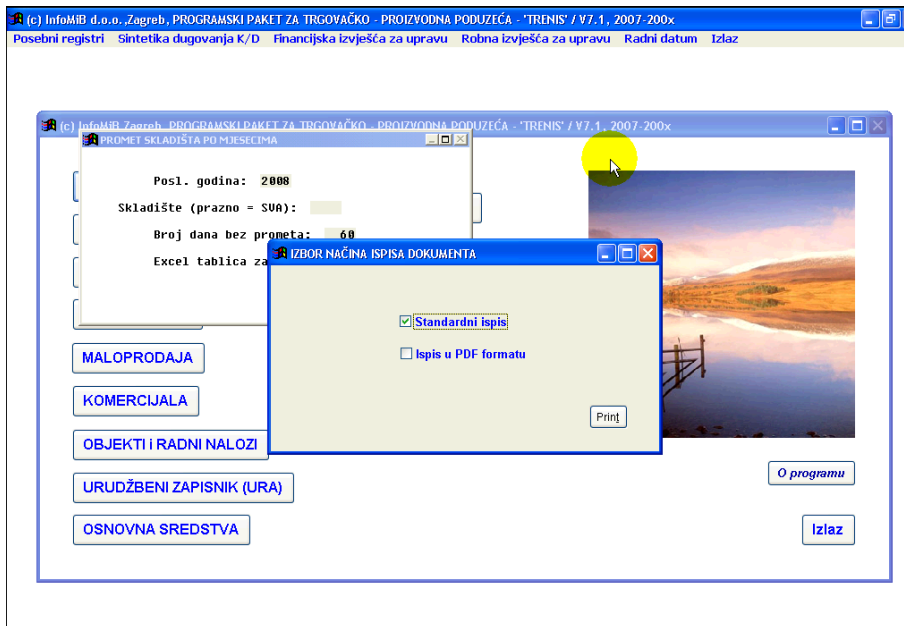 (c) InfoMiB d.o.o. ,Zagreb , PROGRAMSKI PAKET ZA TRGOVAČKO - PROIZVODNA PODUZEĆA - 'TRENIS' / V7.1 , 2007-200x
Posebni registri Sintetika dugovanja K/D Financijska izvješća za upravu Robna izvješća za upravu Radni datum Izlaz
(c) InfoMiB Zagreb PROGRAMSKI PAKET ZA TRGOVAČKO - PROIZVODNA PODUZEĆA - 'TRENIS' / V7.1 , 2007-200x
PROMET SKLADIŠTA PO MJESECIMA
Posl. godina: 2008
Skladište (prazno = SVA):
Broj dana bez prometa: 60
Excel tablica za
IZBOR NAČINA ISPISA DOKUMENTA
Standardni ispis
Ispis u PDF formatu
Print
MALOPRODAJA
KOMERCIJALA
OBJEKTI i RADNI NALOZI
URUDŽBENI ZAPISNIK (URA)
O programu
OSNOVNA SREDSTVA
Izlaz